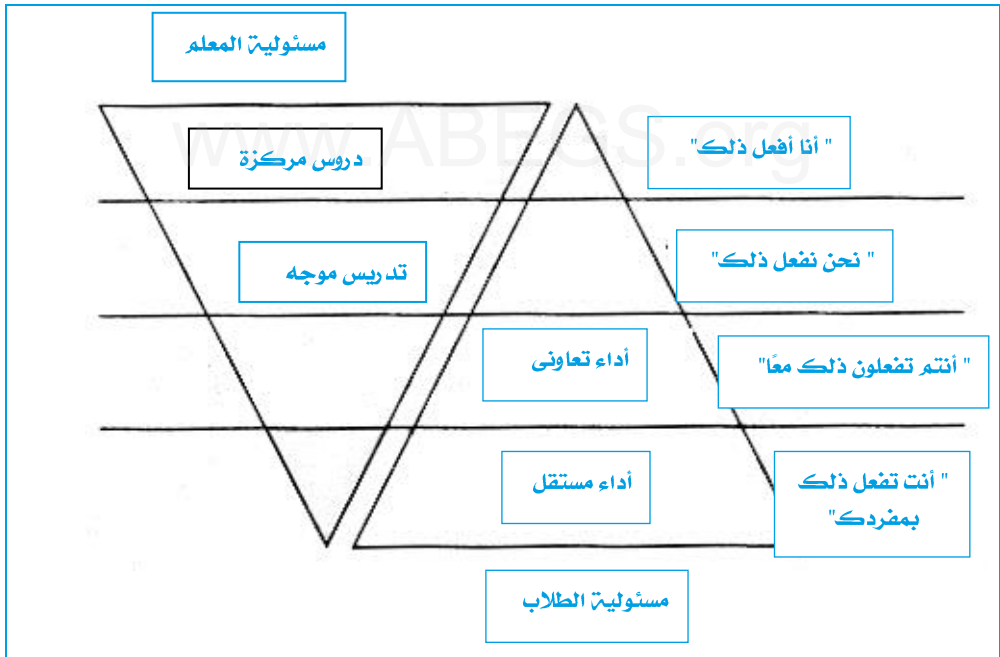 مسئولية المعلم
www.ABEGS.org
دروس مركزة
" أنا أفعل ذلك"
تدريس موجه
" نحن نفعل ذلك"
أداء تعاونى
" أنتم تفعلون ذلك معًا"
أداء مستقل
" أنت تفعل ذلك
بمفردك"
مسئولية الطلاب